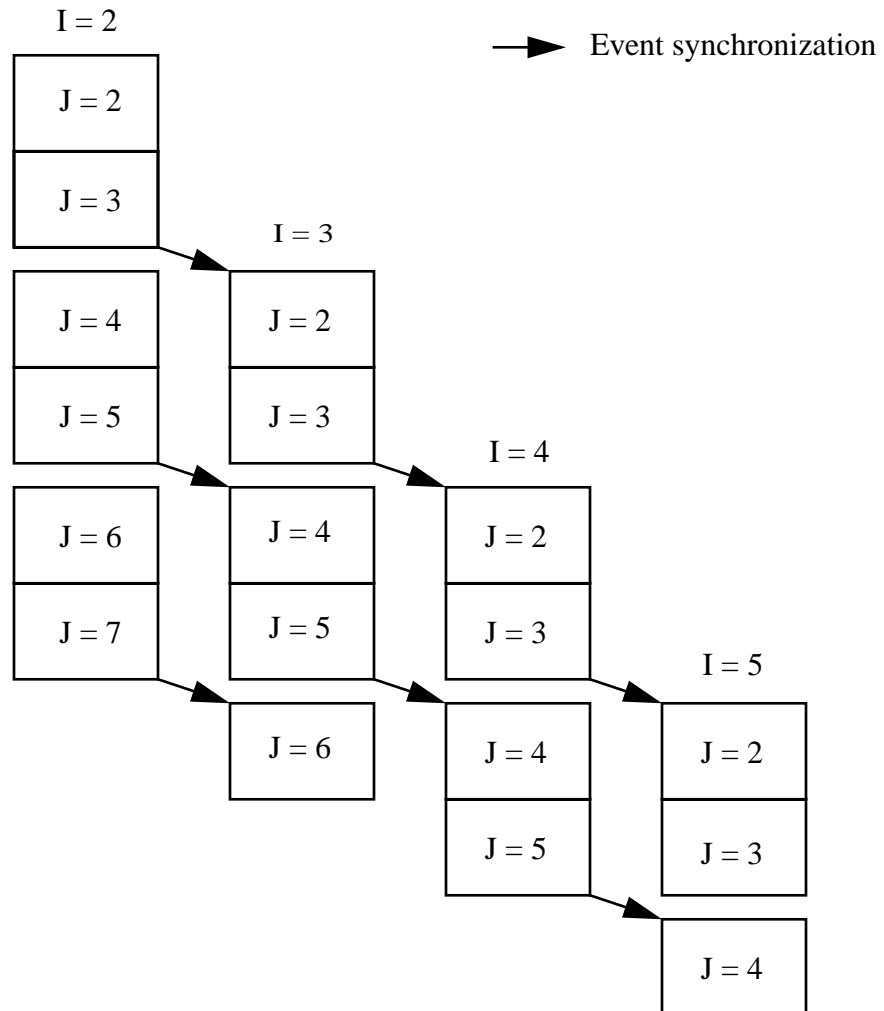 I = 2
Event synchronization
J = 2
J = 3
I = 3
J = 4
J = 2
J = 5
J = 3
I = 4
J = 6
J = 4
J = 2
J = 7
J = 5
J = 3
I = 5
J = 6
J = 4
J = 2
J = 5
J = 3
J = 4